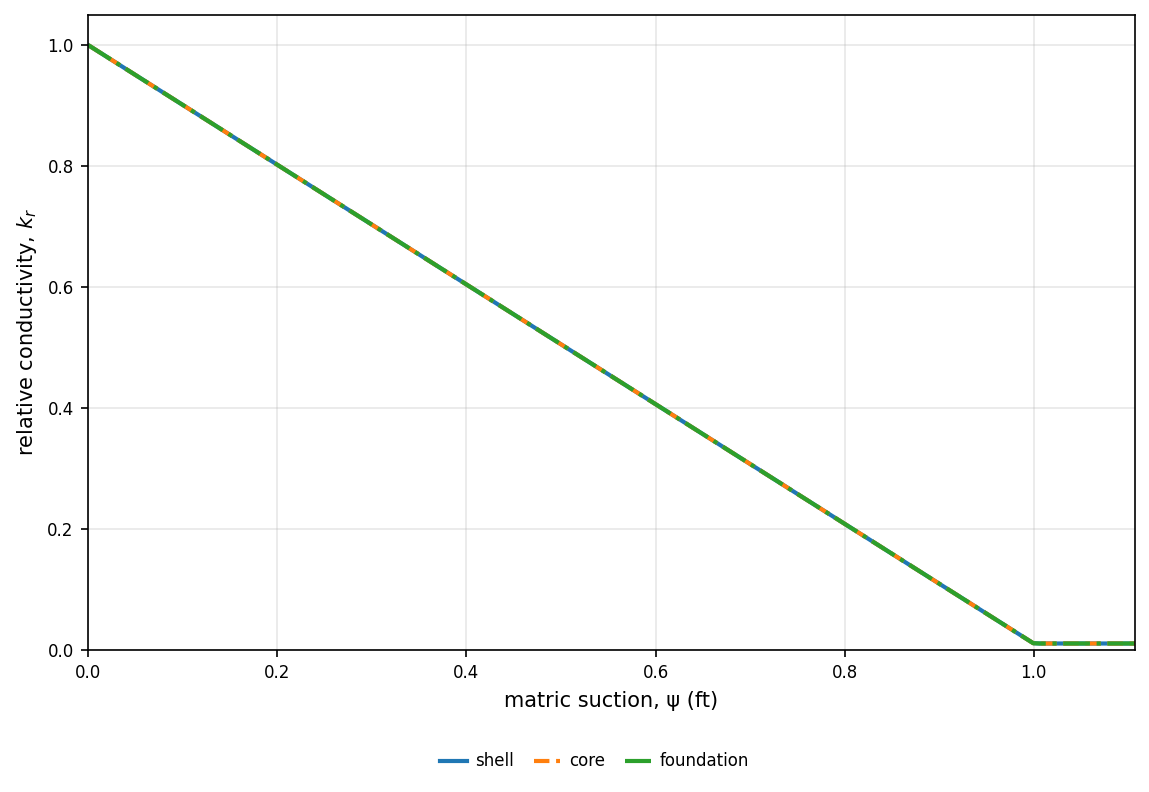 1.0
0.8
0.6
0.4
0.2
0.0
relative conductivity, kᵣ
0.0 0.2 0.4 0.6 0.8 1.0
matric suction, ψ (ft)
shell core foundation